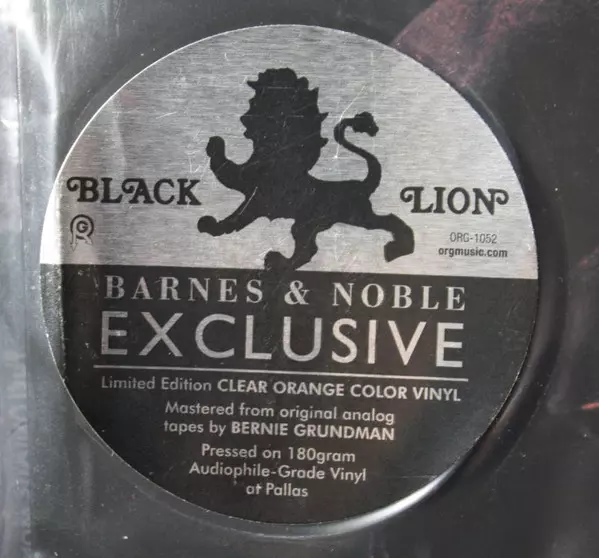 BLACK LION
ORG-1052
orgmusic.com
BARNES & NOBLE
EXCLUSIVE
Limited Edition CLEAR ORANGE COLOR VINYL
Mastered from original analog
tapes by BERNIE GRUNDMAN
Pressed on 180gram
Audiophile-Grade Vinyl
at Pallas